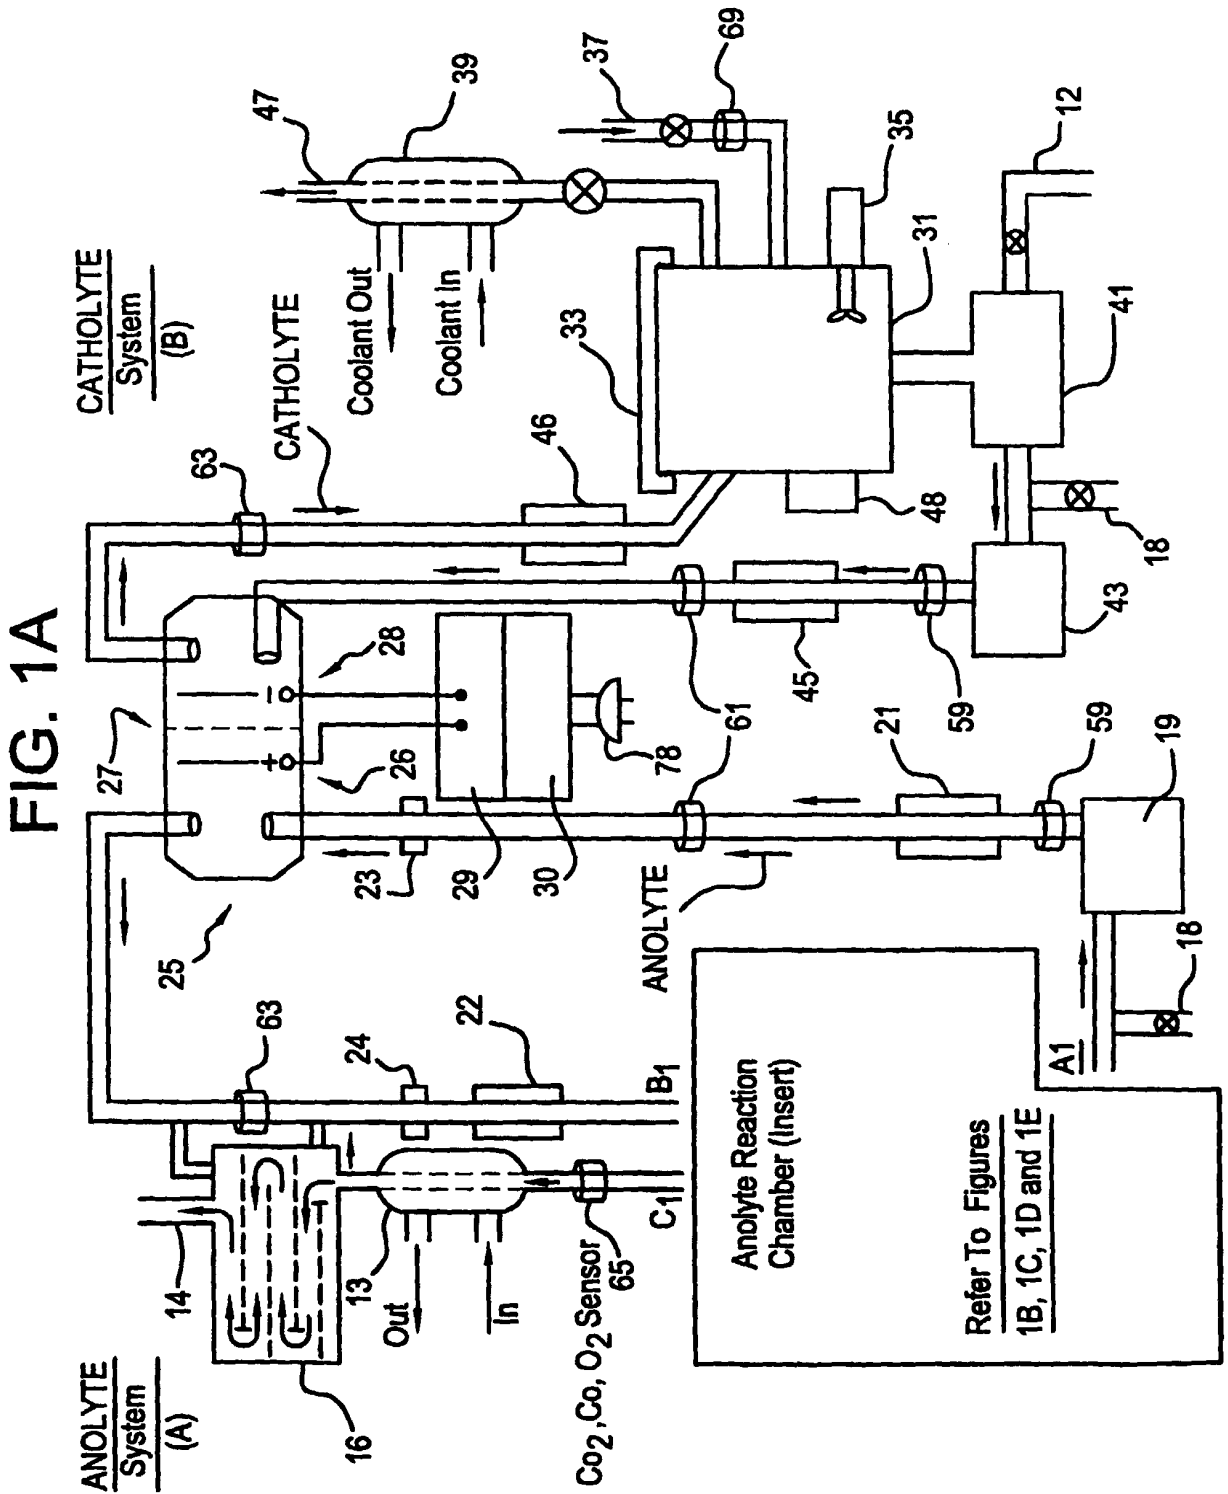 FIG. 1A
ANOLYTE
System
(A)
CATHOLYTE
System
(B)
14
16
13
Out
In
63
24
22
B1
C1
65
Co2, Co, O2 Sensor
25
27
26
28
63
CATHOLYTE
47
39
Coolant Out
Coolant In
37
69
46
33
35
31
48
12
41
18
43
59
45
61
23
29
30
78
ANOLYTE
21
59
19
18
A1
Anolyte Reaction
Chamber (Insert)
Refer To Figures
1B, 1C, 1D and 1E
+
−